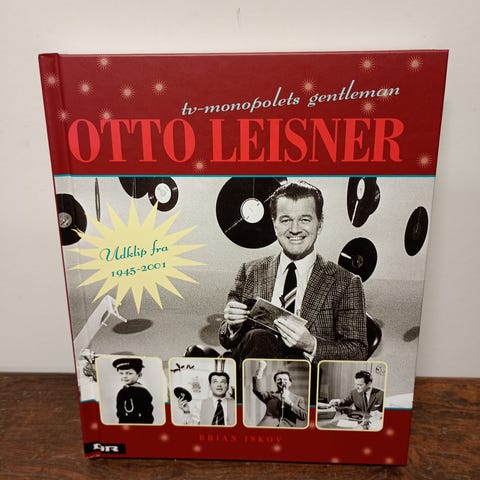 tv-monopolets gentleman
OTTO LEISNER
Udklip fra
1945-2001
BRIAN ISKOV
DR